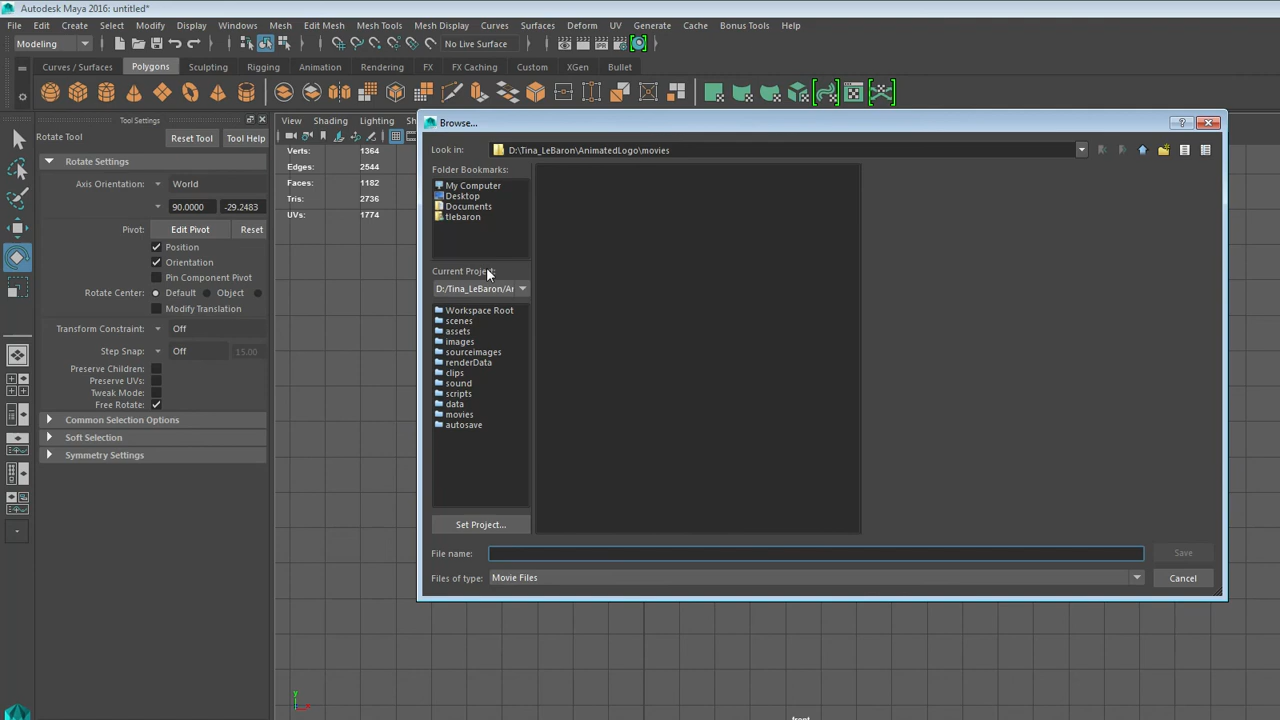 Autodesk Maya 2016: untitled*
File Edit Create Select Modify Display Windows Mesh Edit Mesh Mesh Tools Mesh Display Curves Surfaces Deform UV Generate Cache Bonus Tools Help
Modeling No Live Surface
Curves / Surfaces Polygons Sculpting Rigging Animation Rendering FX FX Caching Custom XGen Bullet
Tool Settings
Rotate Tool Reset Tool Tool Help
Rotate Settings
Axis Orientation: World
90.0000 -29.2483
Pivot: Edit Pivot Reset
Position
Orientation
Pin Component Pivot
Rotate Center: Default Object
Modify Translation
Transform Constraint: Off
Step Snap: Off 15.00
Preserve Children:
Preserve UVs:
Tweak Mode:
Free Rotate:
Common Selection Options
Soft Selection
Symmetry Settings
View Shading Lighting
Verts: 1364
Edges: 2544
Faces: 1182
Tris: 2736
UVs: 1774
Browse...
Look in: D:\Tina_LeBaron\AnimatedLogo\movies
Folder Bookmarks:
My Computer
Desktop
Documents
tlebaron
Current Project:
D:/Tina_LeBaron/Ar
Workspace Root
scenes
assets
images
sourceimages
renderData
clips
sound
scripts
data
movies
autosave
Set Project...
File name: Save
Files of type: Movie Files Cancel
y
front